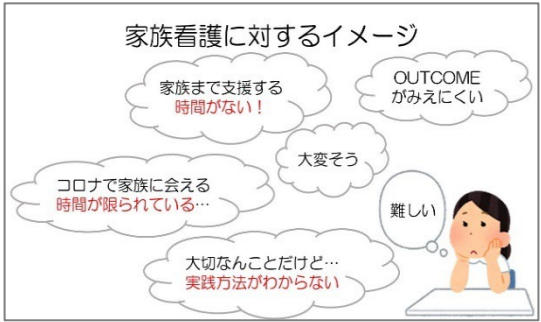 家族看護に対するイメージ
家族まで支援する
時間がない！
OUTCOME
がみえにくい
大変そう
コロナで家族に会える
時間が限られている…
難しい
大切なんことだけど…
実践方法がわからない